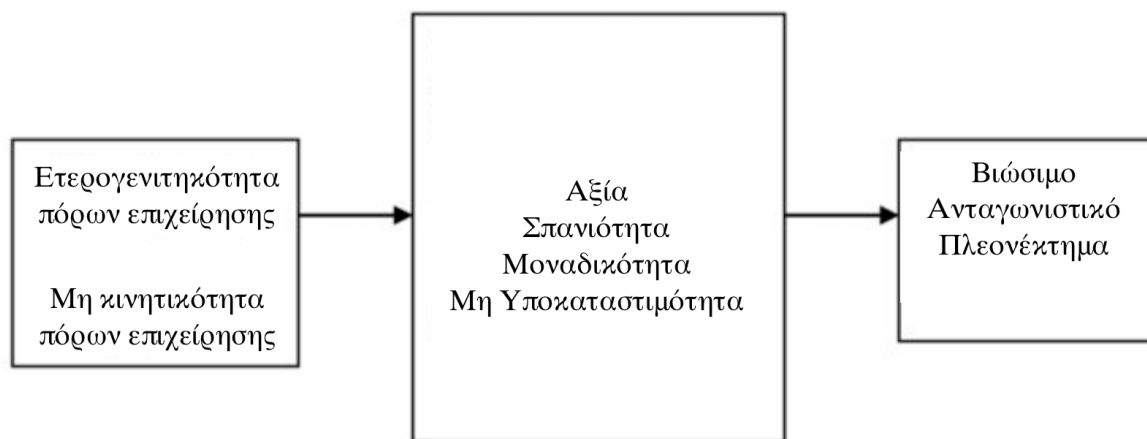 Ετερογενιτηκότητα
πόρων επιχείρησης
Μη κινητικότητα
πόρων επιχείρησης
Αξία
Σπανιότητα
Μοναδικότητα
Μη Υποκαταστιμότητα
Βιώσιμο
Ανταγωνιστικό
Πλεονέκτημα